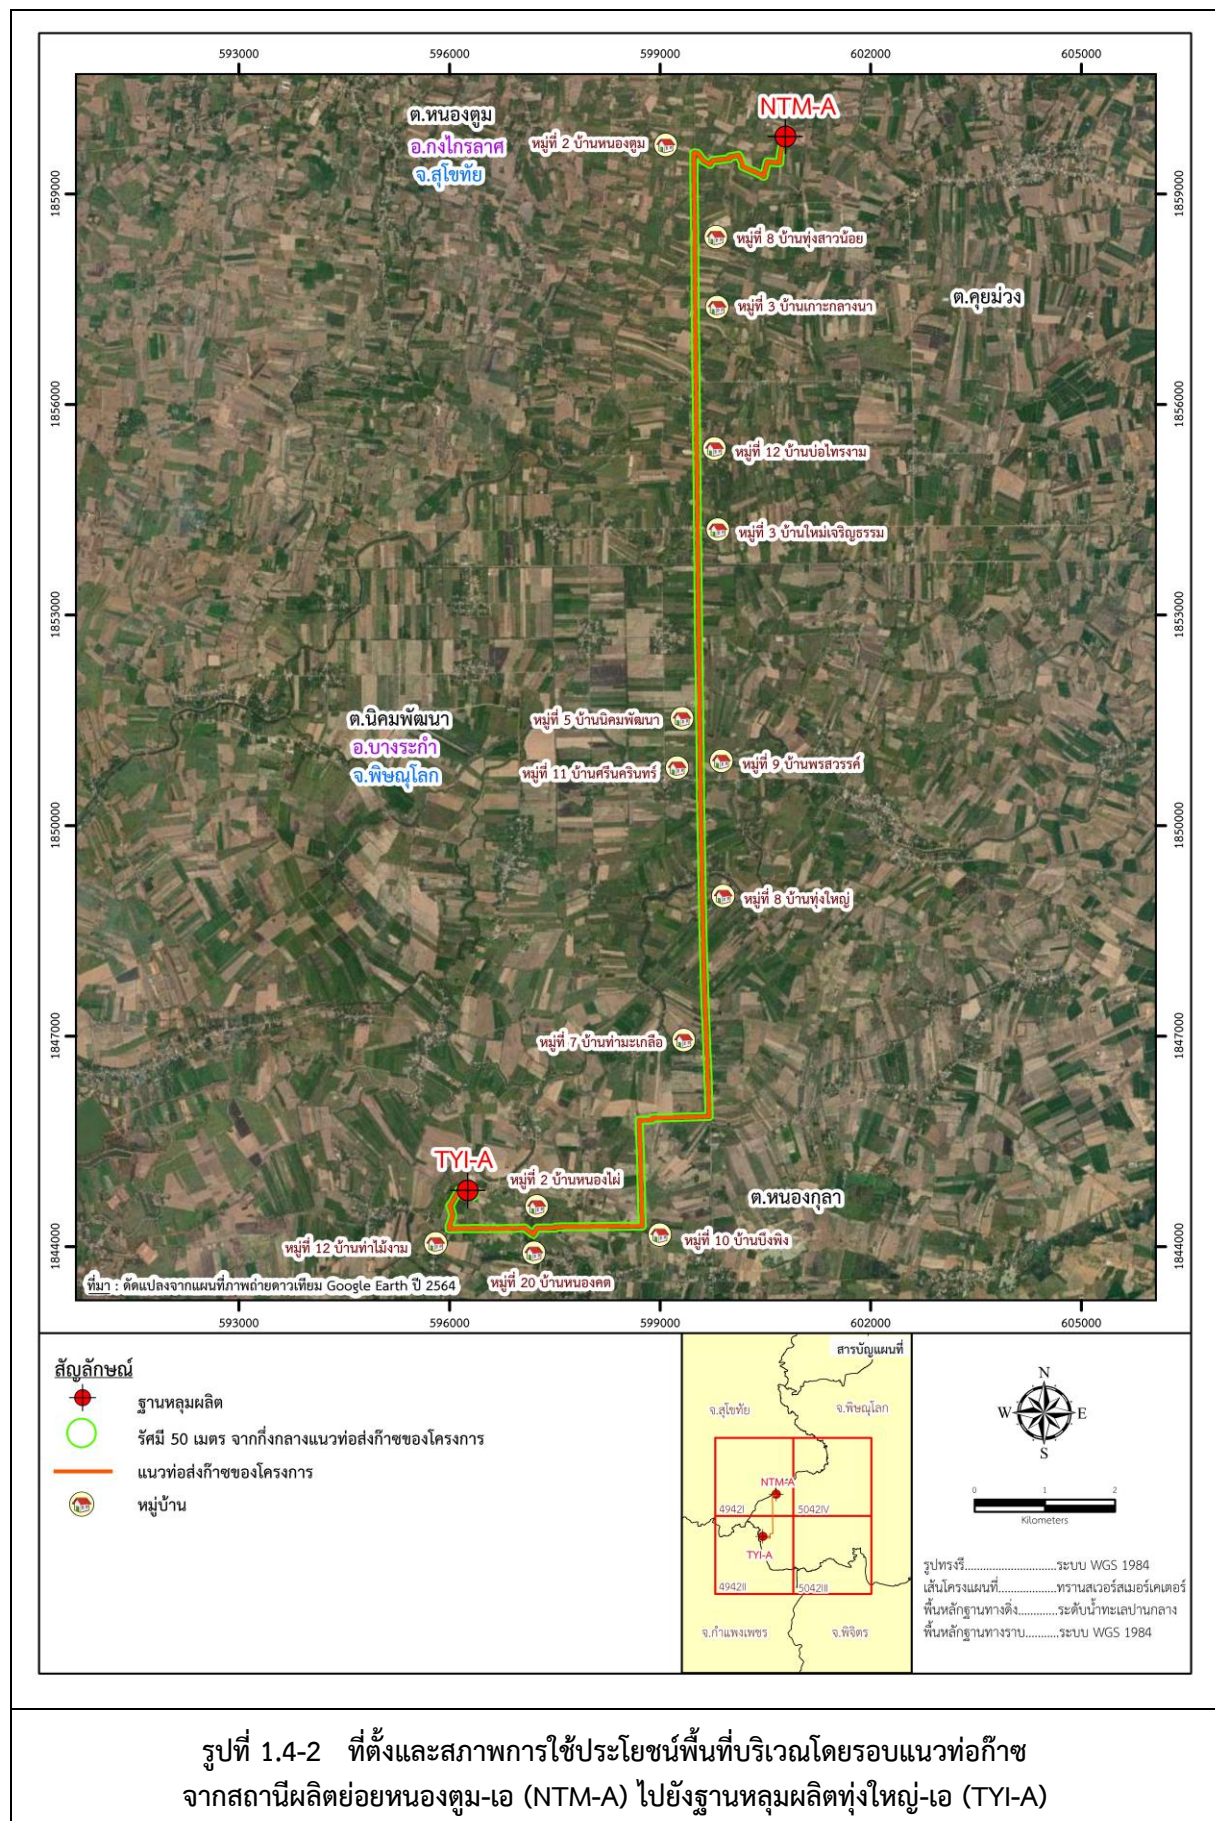 593000
596000
599000
602000
605000
NTM-A
ต.หนองตูม
อ.กงไกรลาศ
จ.สุโขทัย
หมู่ที่ 2 บ้านหนองตูม
1859000
1859000
หมู่ที่ 8 บ้านทุ่งสาวน้อย
ต.คุยม่วง
หมู่ที่ 3 บ้านเกาะกลางนา
1856000
1856000
หมู่ที่ 12 บ้านบ่อไทรงาม
หมู่ที่ 3 บ้านใหม่เจริญธรรม
1853000
1853000
ต.นิคมพัฒนา
อ.บางระกำ
จ.พิษณุโลก
หมู่ที่ 5 บ้านนิคมพัฒนา
หมู่ที่ 9 บ้านพรสวรรค์
หมู่ที่ 11 บ้านศรีนครินทร์
1850000
1850000
หมู่ที่ 8 บ้านทุ่งใหญ่
1847000
1847000
หมู่ที่ 7 บ้านท่ามะเกลือ
TYI-A
หมู่ที่ 2 บ้านหนองไผ่
ต.หนองกุลา
หมู่ที่ 10 บ้านบึงพิง
หมู่ที่ 12 บ้านท่าไม้งาม
1844000
1844000
หมู่ที่ 20 บ้านหนองคต
ที่มา : ดัดแปลงจากแผนที่ภาพถ่ายดาวเทียม Google Earth ปี 2564
593000
596000
599000
602000
605000
สัญลักษณ์
ฐานหลุมผลิต
รัศมี 50 เมตร จากกึ่งกลางแนวท่อส่งก๊าซของโครงการ
แนวท่อส่งก๊าซของโครงการ
หมู่บ้าน
สารบัญแผนที่
จ.สุโขทัย
จ.พิษณุโลก
NTM-A
4942I
5042IV
TYI-A
4942II
5042III
จ.กำแพงเพชร
จ.พิจิตร
N
W
E
S
0 1 2
Kilometers
รูปทรงรี............................ระบบ WGS 1984
เส้นโครงแผนที่..................ทรานสเวอร์สเมอร์เคเตอร์
พื้นหลักฐานทางดิ่ง............ระดับน้ำทะเลปานกลาง
พื้นหลักฐานทางราบ..........ระบบ WGS 1984
รูปที่ 1.4-2 ที่ตั้งและสภาพการใช้ประโยชน์พื้นที่บริเวณโดยรอบแนวท่อก๊าซ
จากสถานีผลิตย่อยหนองตูม-เอ (NTM-A) ไปยังฐานหลุมผลิตทุ่งใหญ่-เอ (TYI-A)